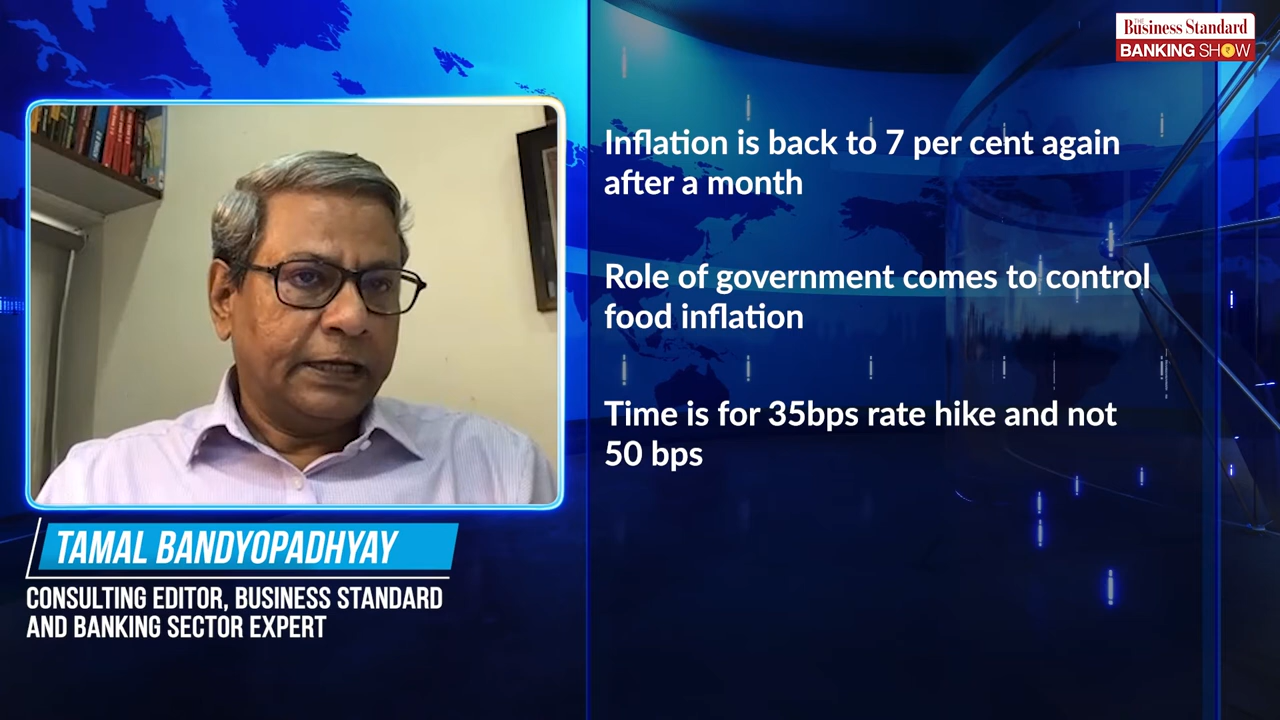 THE
Business Standard
BANKING SHOW
Inflation is back to 7 per cent again
after a month
Role of government comes to control
food inflation
Time is for 35bps rate hike and not
50 bps
TAMAL BANDYOPADHYAY
CONSULTING EDITOR, BUSINESS STANDARD
AND BANKING SECTOR EXPERT